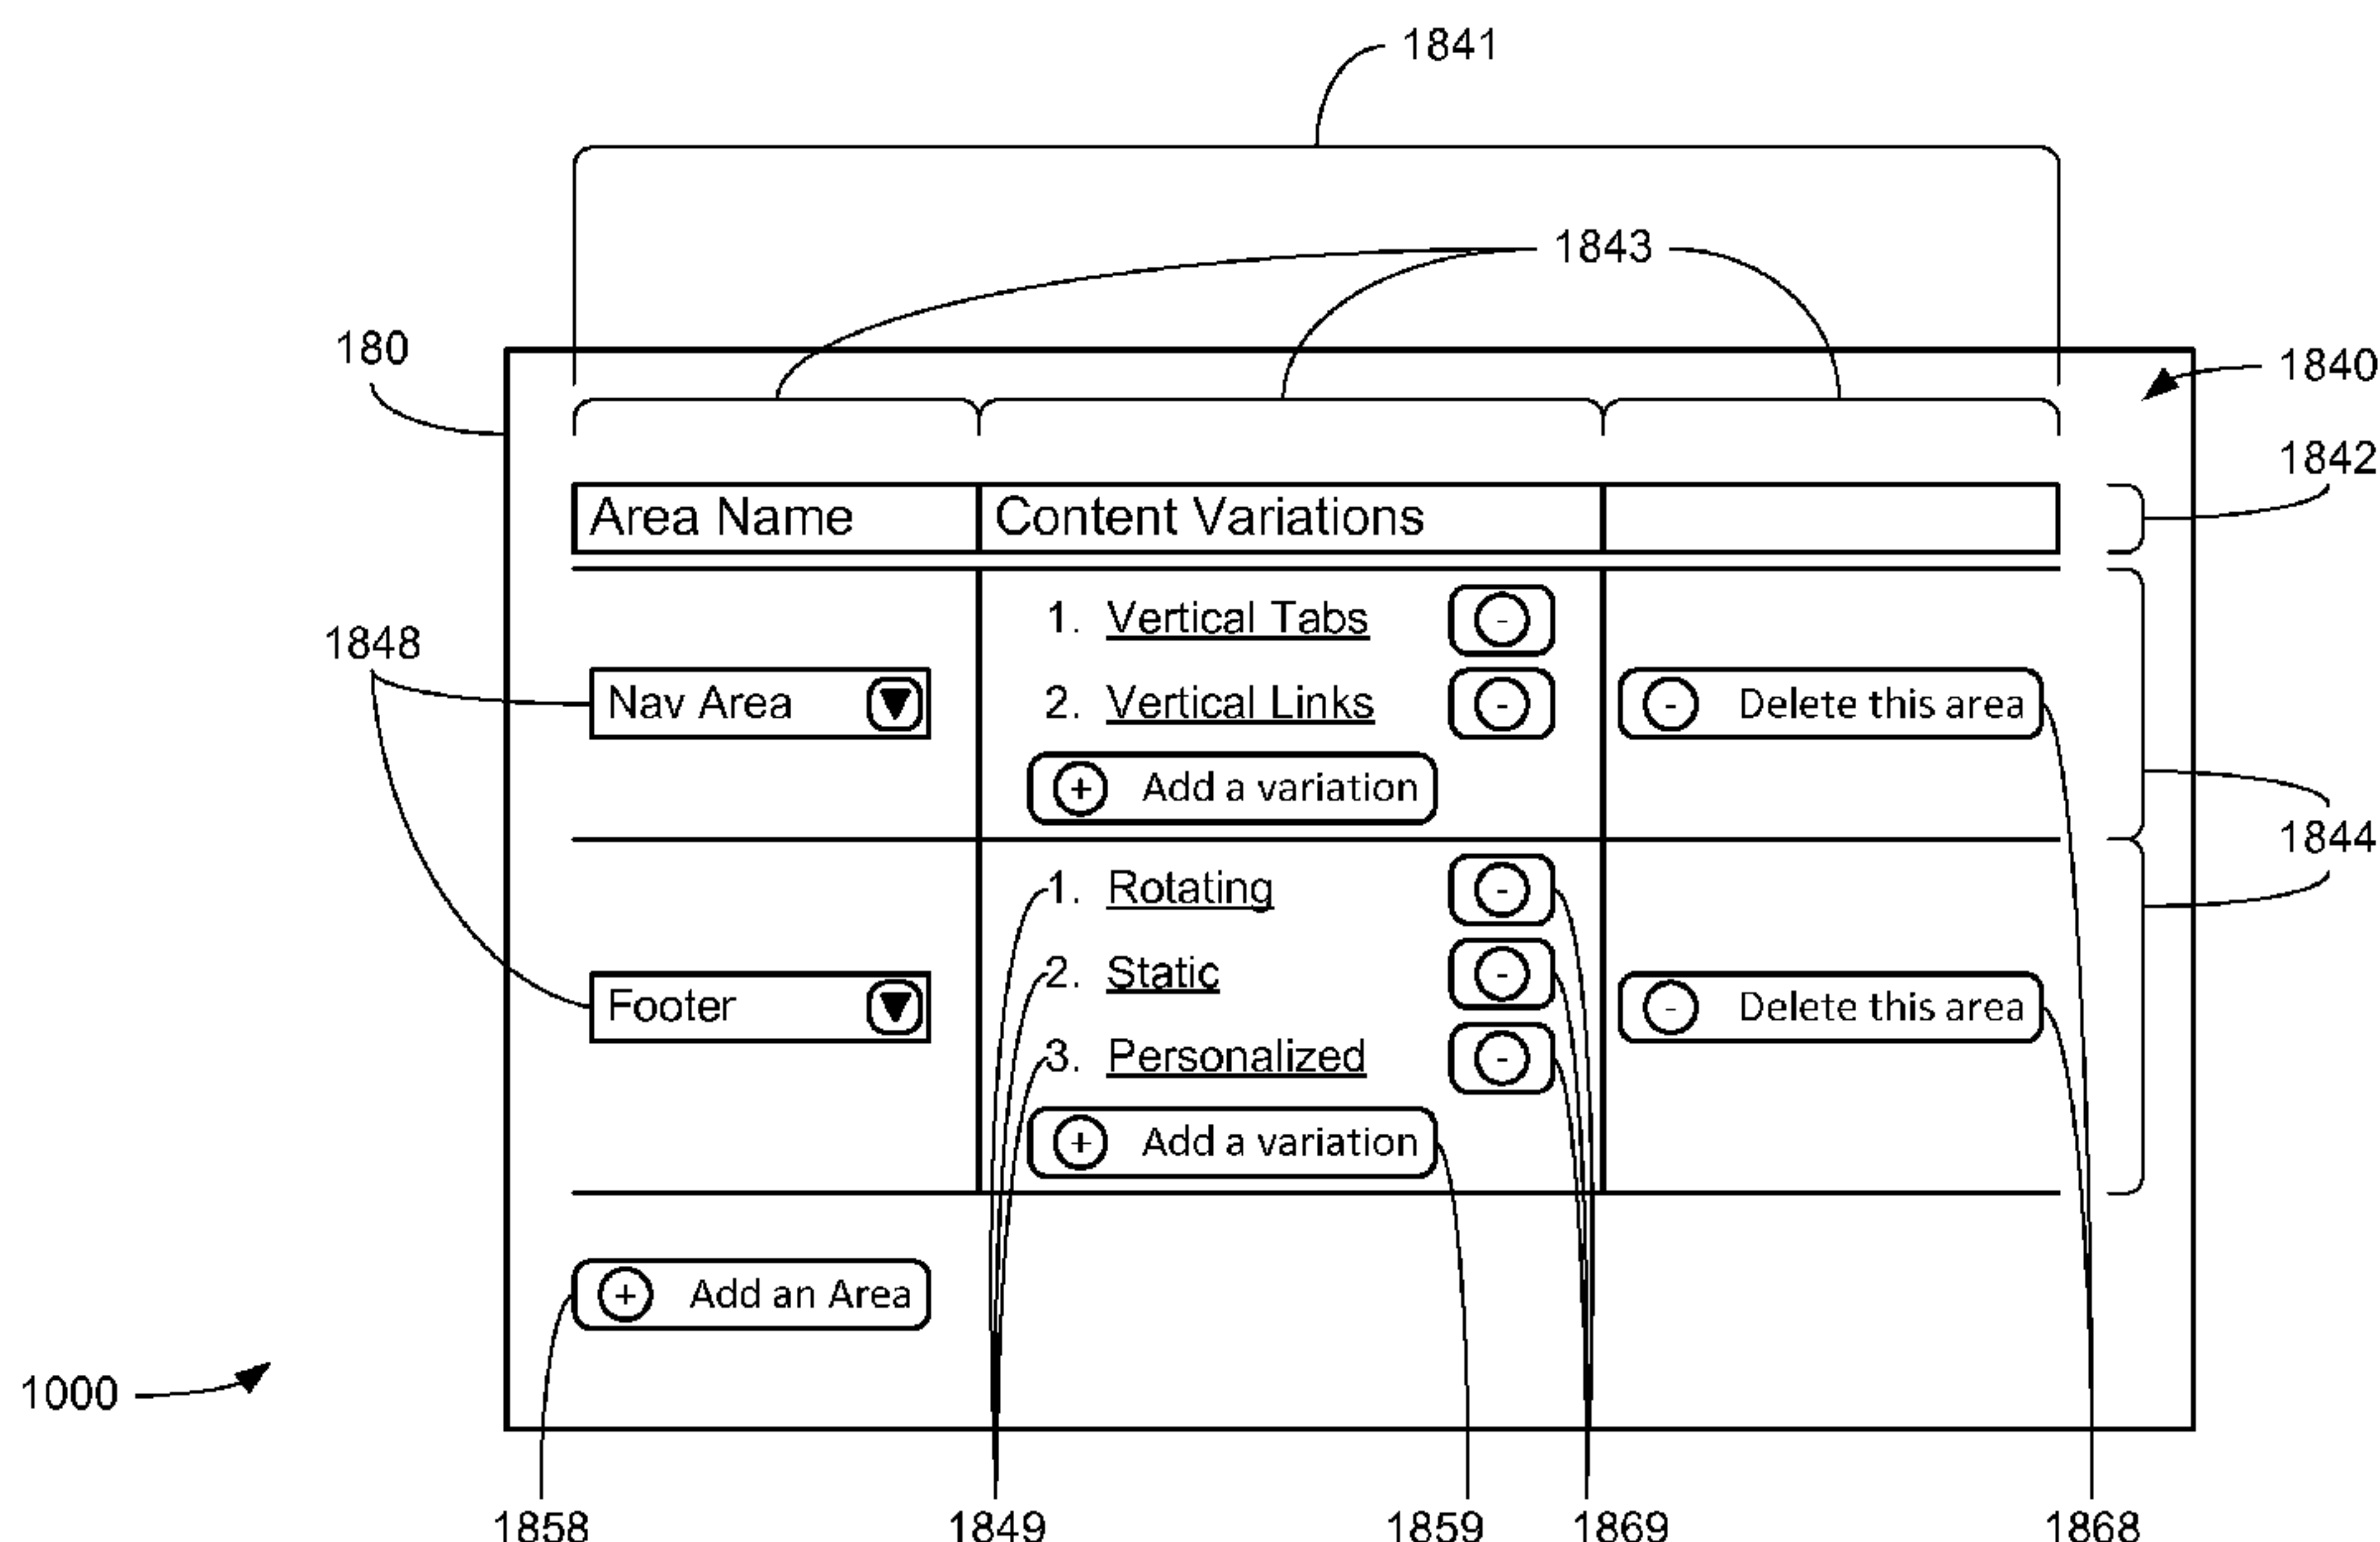 1841
1843
180
1840
1842
Area Name Content Variations
1. Vertical Tabs -
1848
Nav Area 2. Vertical Links - - Delete this area
+ Add a variation
1844
1. Rotating -
2. Static -
Footer - Delete this area
3. Personalized -
+ Add a variation
+ Add an Area
1000
1858 1849 1859 1869 1868